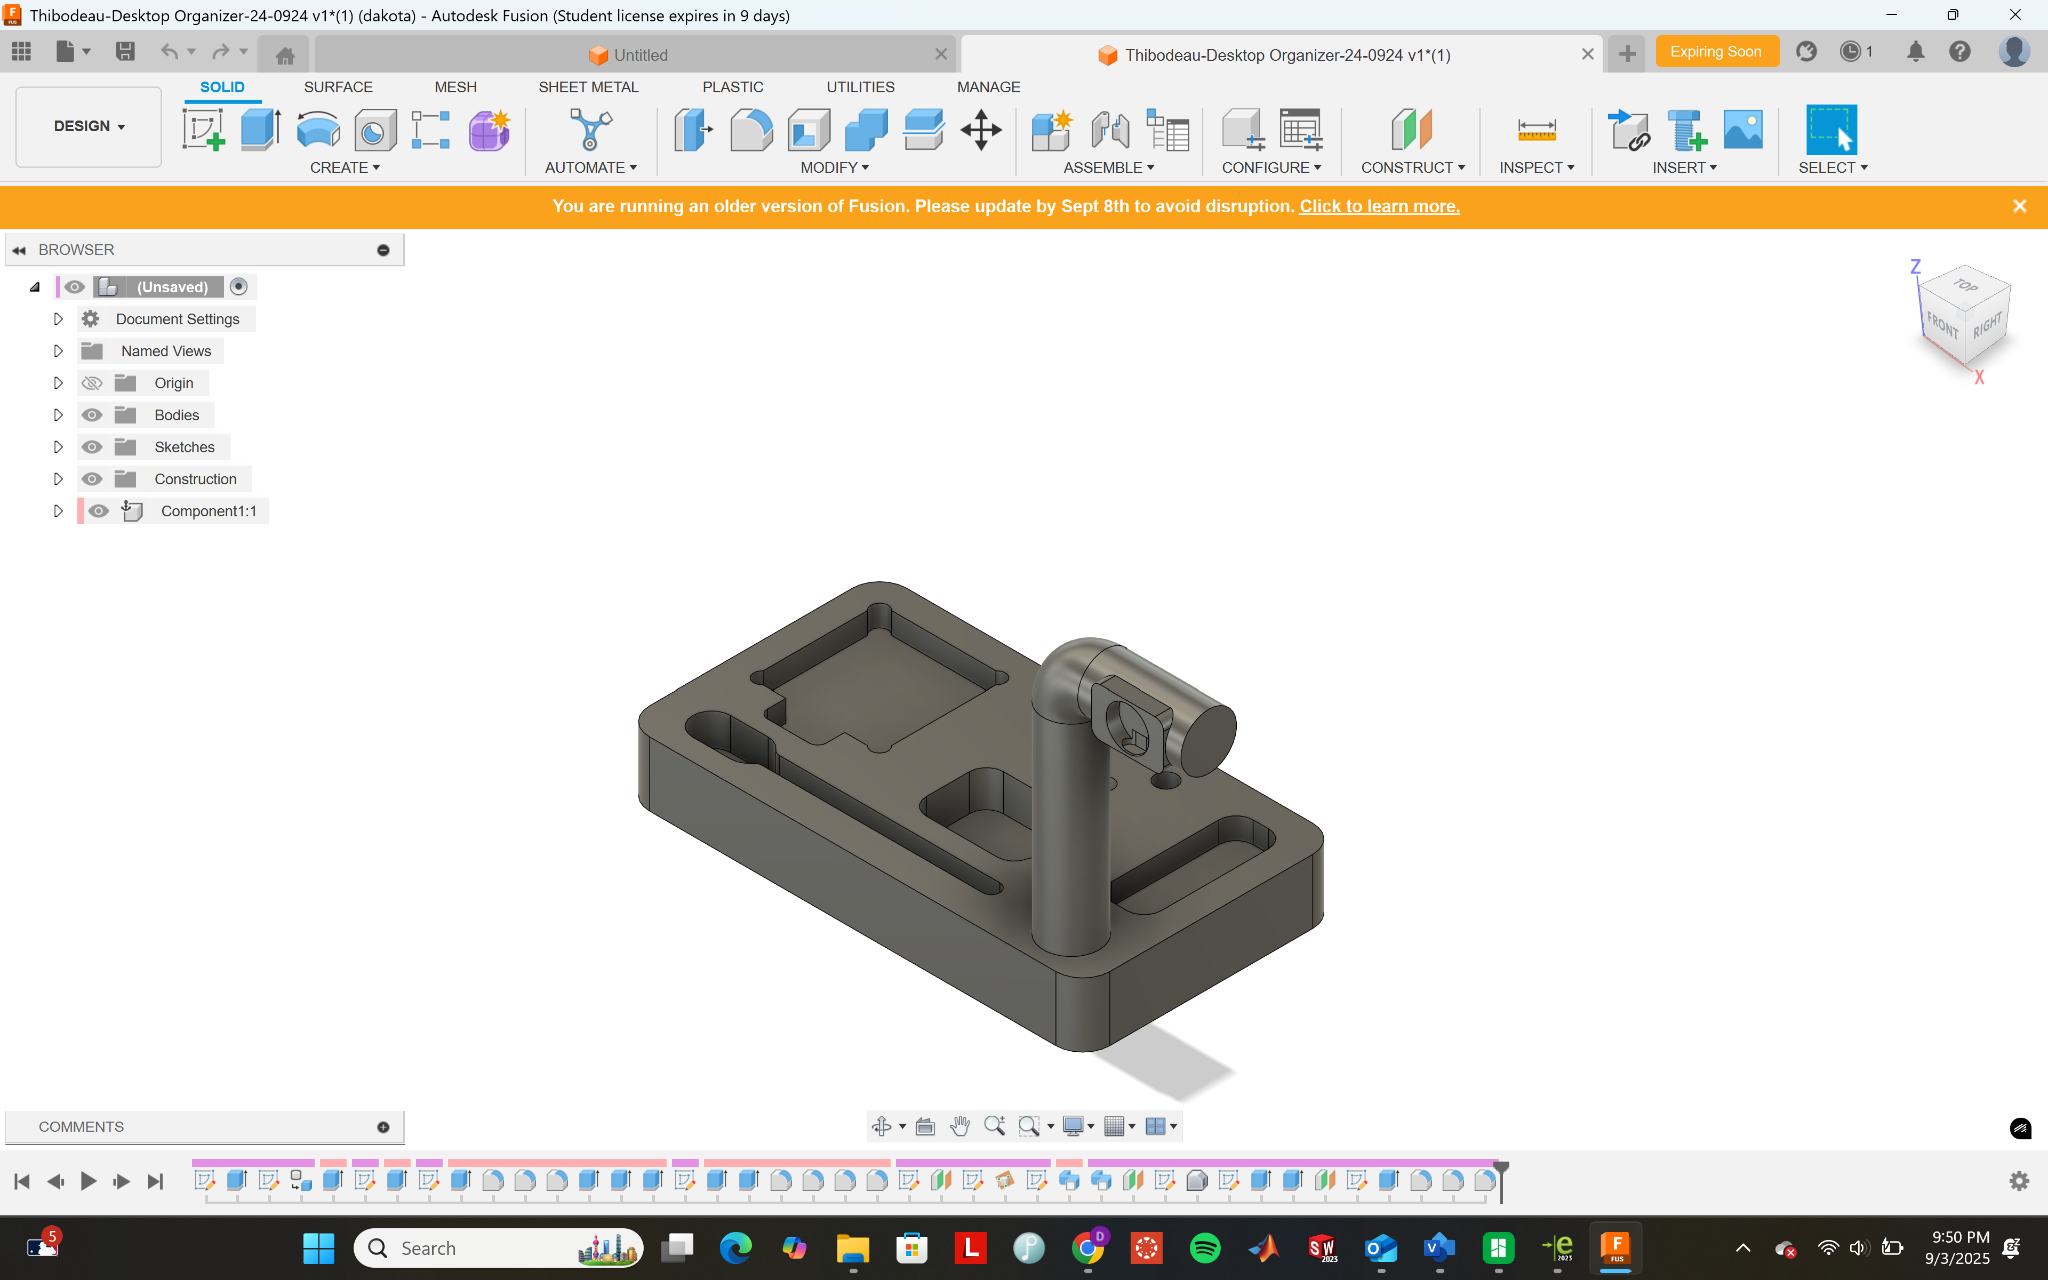 Thibodeau-Desktop Organizer-24-0924 v1*(1) (dakota) - Autodesk Fusion (Student license expires in 9 days)
Untitled
Thibodeau-Desktop Organizer-24-0924 v1*(1)
Expiring Soon
1
SOLID SURFACE MESH SHEET METAL PLASTIC UTILITIES MANAGE
DESIGN
CREATE AUTOMATE MODIFY ASSEMBLE CONFIGURE CONSTRUCT INSPECT INSERT SELECT
You are running an older version of Fusion. Please update by Sept 8th to avoid disruption. Click to learn more.
BROWSER
(Unsaved)
Document Settings
Named Views
Origin
Bodies
Sketches
Construction
Component1:1
Z
TOP
FRONT
RIGHT
X
COMMENTS
5
Search
L
D
SW
2023
e
2025
F
FUS
9:50 PM
9/3/2025